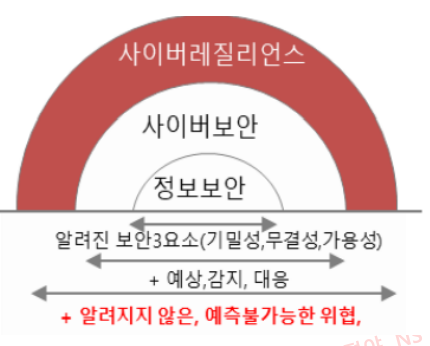 사이버레질리언스
사이버보안
정보보안
알려진 보안3요소(기밀성,무결성,가용성)
+ 예상,감지, 대응
+ 알려지지 않은, 예측불가능한 위협,
NS